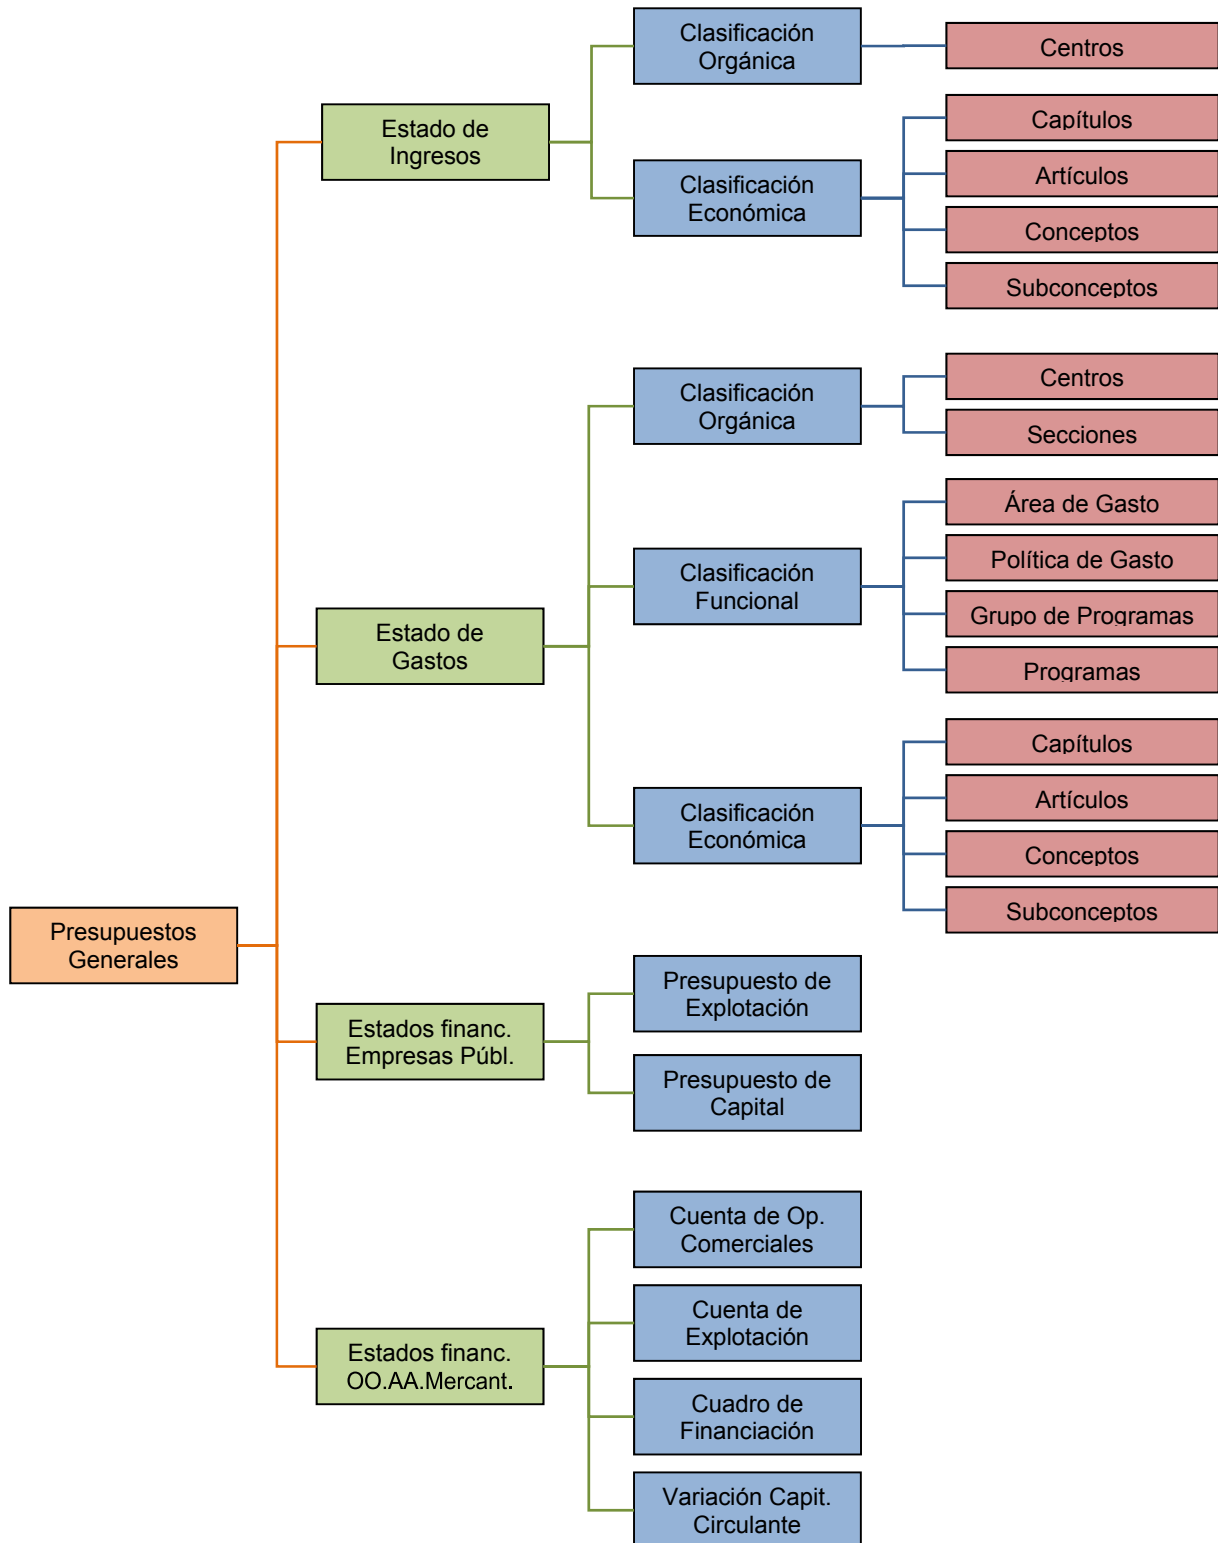 Presupuestos
Generales
Estado de
Ingresos
Clasificación
Orgánica
Centros
Clasificación
Económica
Capítulos
Artículos
Conceptos
Subconceptos
Estado de
Gastos
Clasificación
Orgánica
Centros
Secciones
Clasificación
Funcional
Área de Gasto
Política de Gasto
Grupo de Programas
Programas
Clasificación
Económica
Capítulos
Artículos
Conceptos
Subconceptos
Estados financ.
Empresas Públ.
Presupuesto de
Explotación
Presupuesto de
Capital
Estados financ.
OO.AA.Mercant.
Cuenta de Op.
Comerciales
Cuenta de
Explotación
Cuadro de
Financiación
Variación Capit.
Circulante